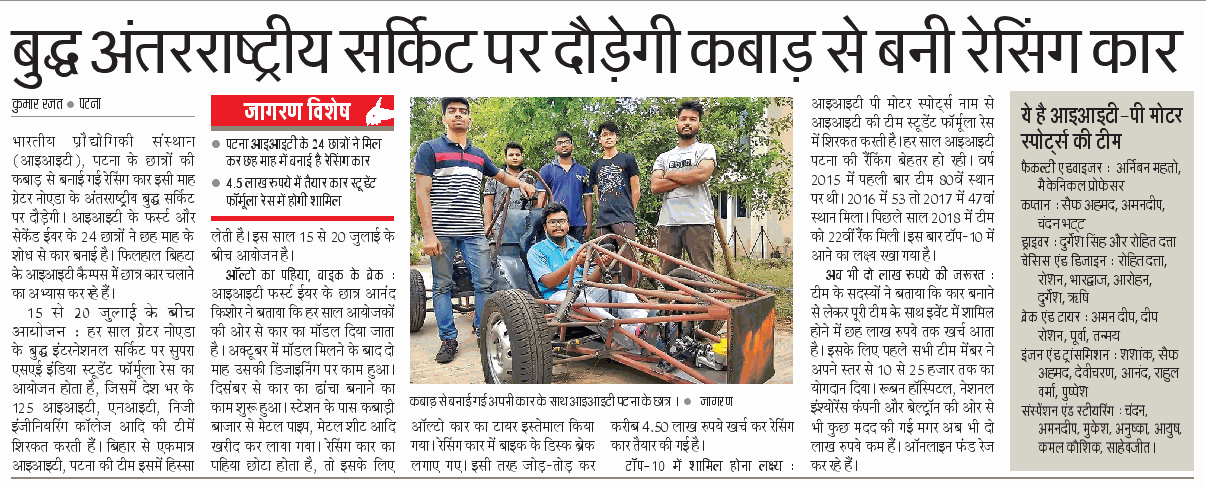 बुद्ध अंतरराष्ट्रीय सर्किट पर दौड़ेगी कबाड़ से बनी रेसिंग कार
कुमार रजत ● पटना
भारतीय प्रौद्योगिकी संस्थान
(आइआइटी), पटना के छात्रों की
कबाड़ से बनाई गई रेसिंग कार इसी माह
ग्रेटर नोएडा के अंतरराष्ट्रीय बुद्ध सर्किट
पर दौड़ेगी। आइआइटी के फर्स्ट और
सेकेंड ईयर के 24 छात्रों ने छह माह के
शोध से कार बनाई है। फिलहाल बिहटा
के आइआइटी कैम्पस में छात्र कार चलाने
का अभ्यास कर रहे हैं।
15 से 20 जुलाई के बीच
आयोजन : हर साल ग्रेटर नोएडा
के बुद्ध इंटरनेशनल सर्किट पर सुपरा
एसएई इंडिया स्टूडेंट फॉर्मूला रेस का
आयोजन होता है, जिसमें देश भर के
125 आइआइटी, एनआइटी, निजी
इंजीनियरिंग कॉलेज आदि की टीमें
शिरकत करती हैं। बिहार से एकमात्र
आइआइटी, पटना की टीम इसमें हिस्सा
जागरण विशेष
● पटना आइआइटी के 24 छात्रों ने मिल
कर छह माह में बनाई है रेसिंग कार
● 4.5 लाख रुपये में तैयार कार स्टूडेंट
फॉर्मूला रेस में होगी शामिल
लेती है। इस साल 15 से 20 जुलाई के
बीच आयोजन है।
ऑल्टो का पहिया, बाइक के ब्रेक :
आइआइटी फर्स्ट ईयर के छात्र आनंद
किशोर ने बताया कि हर साल आयोजकों
की ओर से कार का मॉडल दिया जाता
है। अक्टूबर में मॉडल मिलने के बाद दो
माह उसकी डिजाइनिंग पर काम हुआ।
दिसंबर से कार का ढांचा बनाने का
काम शुरू हुआ। स्टेशन के पास कबाड़ी
बाजार से मेटल पाइप, मेटल शीट आदि
खरीद कर लाया गया। रेसिंग कार का
पहिया छोटा होता है, तो इसके लिए
कबाड़ से बनाई गई अपनी कार के साथ आइआइटी पटना के छात्र। ● जागरण
ऑल्टो कार का टायर इस्तेमाल किया
गया। रेसिंग कार में बाइक के डिस्क ब्रेक
लगाए गए। इसी तरह जोड़-तोड़ कर
करीब 4.50 लाख रुपये खर्च कर रेसिंग
कार तैयार की गई है।
टॉप-10 में शामिल होना लक्ष्य :
आइआइटी पी मोटर स्पोर्ट्स नाम से
आइआइटी की टीम स्टूडेंट फॉर्मूला रेस
में शिरकत करती है। हर साल आइआइटी
पटना की रैंकिंग बेहतर हो रही। वर्ष
2015 में पहली बार टीम 80वें स्थान
पर थी। 2016 में 53 तो 2017 में 47वां
स्थान मिला। पिछले साल 2018 में टीम
को 22वीं रैंक मिली। इस बार टॉप-10 में
आने का लक्ष्य रखा गया है।
अब भी दो लाख रुपये की जरूरत :
टीम के सदस्यों ने बताया कि कार बनाने
से लेकर पूरी टीम के साथ इवेंट में शामिल
होने में छह लाख रुपये तक खर्च आता
है। इसके लिए पहले सभी टीम मेंबर ने
अपने स्तर से 10 से 25 हजार तक का
योगदान दिया। रूबन हॉस्पिटल, नेशनल
इंश्योरेंस कंपनी और बेल्ट्रॉन की ओर से
भी कुछ मदद की गई मगर अब भी दो
लाख रुपये कम हैं। ऑनलाइन फंड रेज
कर रहे हैं।
ये है आइआइटी-पी मोटर
स्पोर्ट्स की टीम
फैकल्टी एडवाइजर : अर्निबन महतो,
मैकेनिकल प्रोफेसर
कप्तान : सैफ अहमद, अमनदीप,
चंदन भट्ट
ड्राइवर : दुर्गेश सिंह और रोहित दत्ता
चेसिस एंड डिजाइन : रोहित दत्ता,
रोशन, भारद्वाज, आरोहन,
दुर्गेश, ऋषि
ब्रेक एंड टायर : अमन दीप, दीप
रोशन, पूर्वा, तन्मय
इंजन एंड ट्रांसमिशन : शशांक, सैफ
अहमद, देवीचरण, आनंद, राहुल
वर्मा, पुष्पेश
संस्पेंशन एंड स्टीयरिंग : चंदन,
अमनदीप, मुकेश, अनुष्का, आयुष,
कमल कौशिक, साहेबजीत।